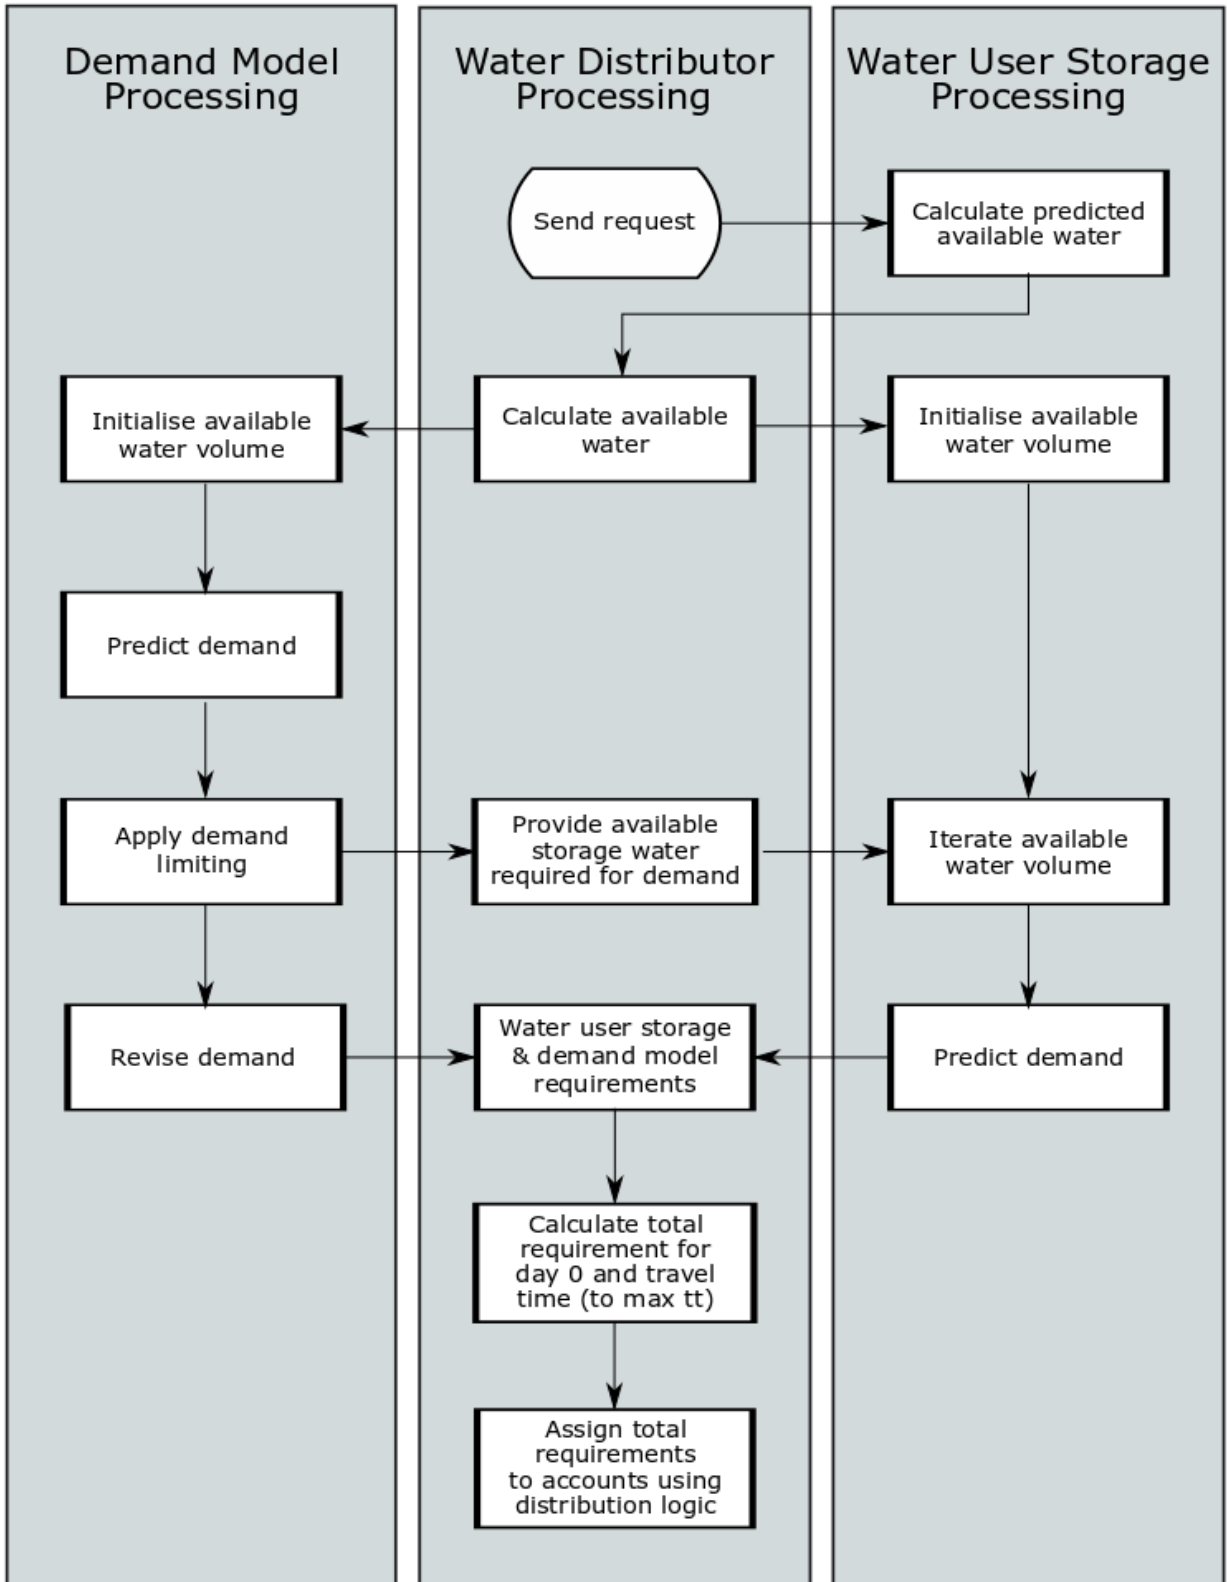 Demand Model
Processing
Water Distributor
Processing
Water User Storage
Processing
Send request
Calculate predicted
available water
Initialise available
water volume
Calculate available
water
Initialise available
water volume
Predict demand
Apply demand
limiting
Provide available
storage water
required for demand
Iterate available
water volume
Revise demand
Water user storage
& demand model
requirements
Predict demand
Calculate total
requirement for
day 0 and travel
time (to max tt)
Assign total
requirements
to accounts using
distribution logic